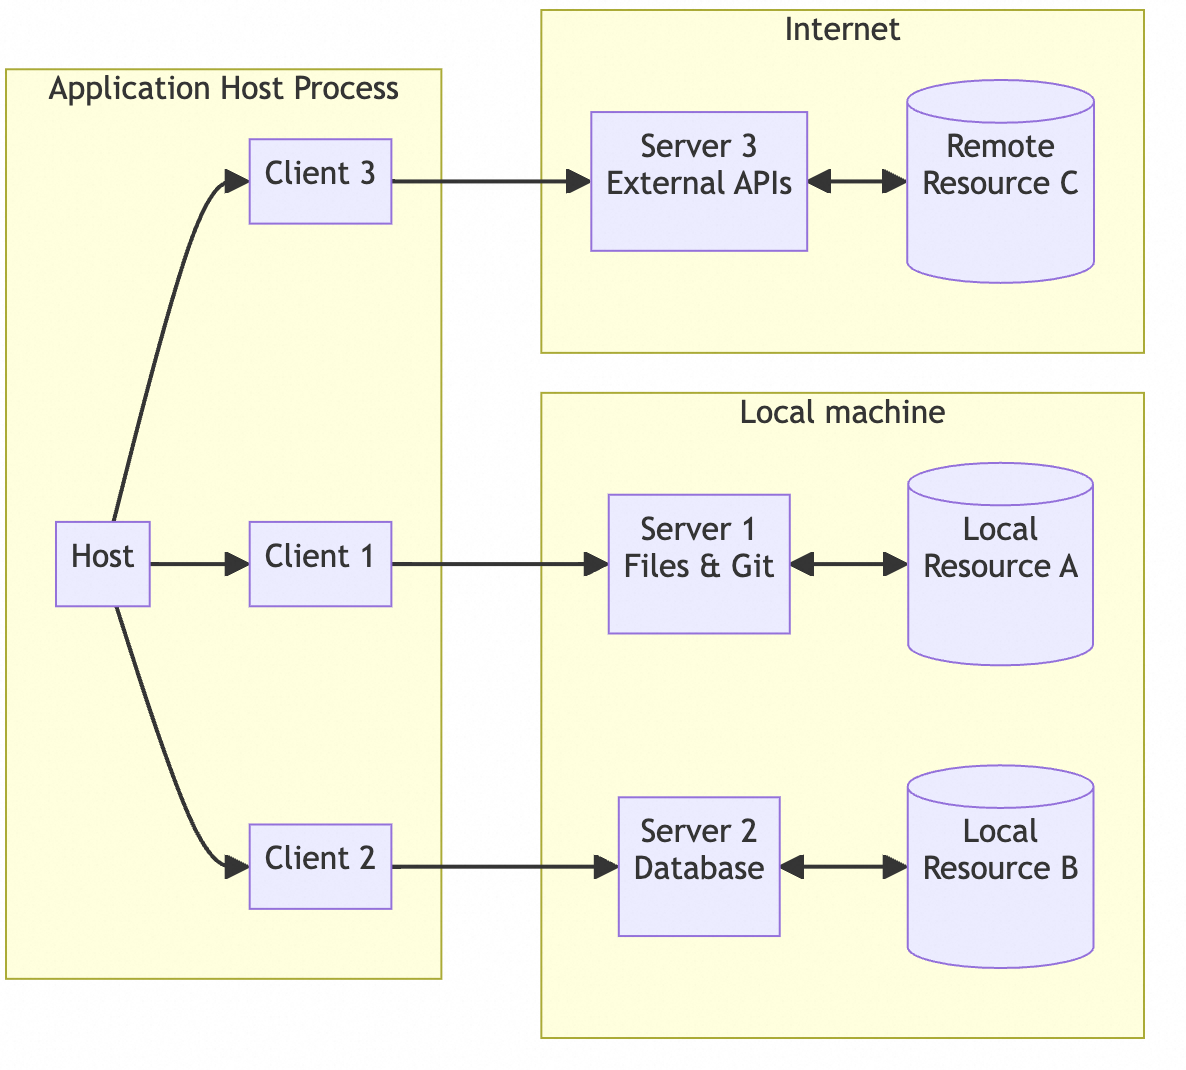 Application Host Process
Client 3
Host
Client 1
Client 2
Internet
Server 3
External APIs
Remote
Resource C
Local machine
Server 1
Files & Git
Local
Resource A
Server 2
Database
Local
Resource B